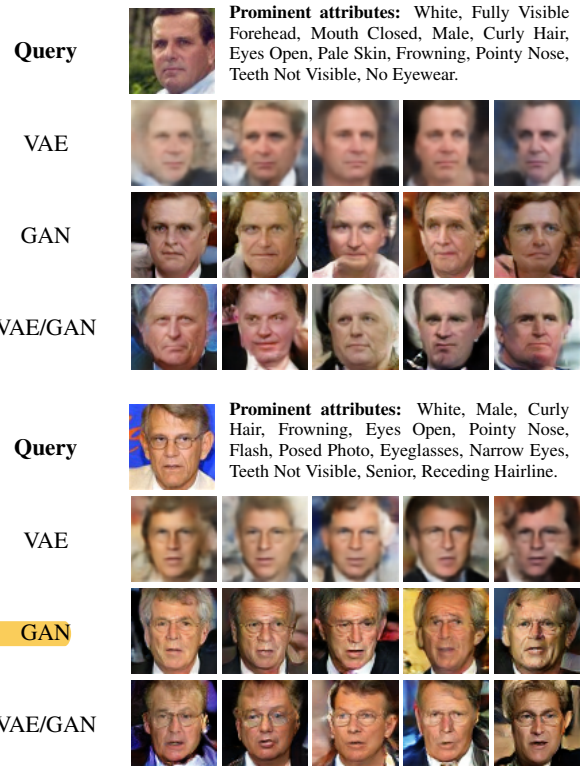 Query
Prominent attributes: White, Fully Visible
Forehead, Mouth Closed, Male, Curly Hair,
Eyes Open, Pale Skin, Frowning, Pointy Nose,
Teeth Not Visible, No Eyewear.
VAE
GAN
VAE/GAN
Query
Prominent attributes: White, Male, Curly
Hair, Frowning, Eyes Open, Pointy Nose,
Flash, Posed Photo, Eyeglasses, Narrow Eyes,
Teeth Not Visible, Senior, Receding Hairline.
VAE
GAN
VAE/GAN